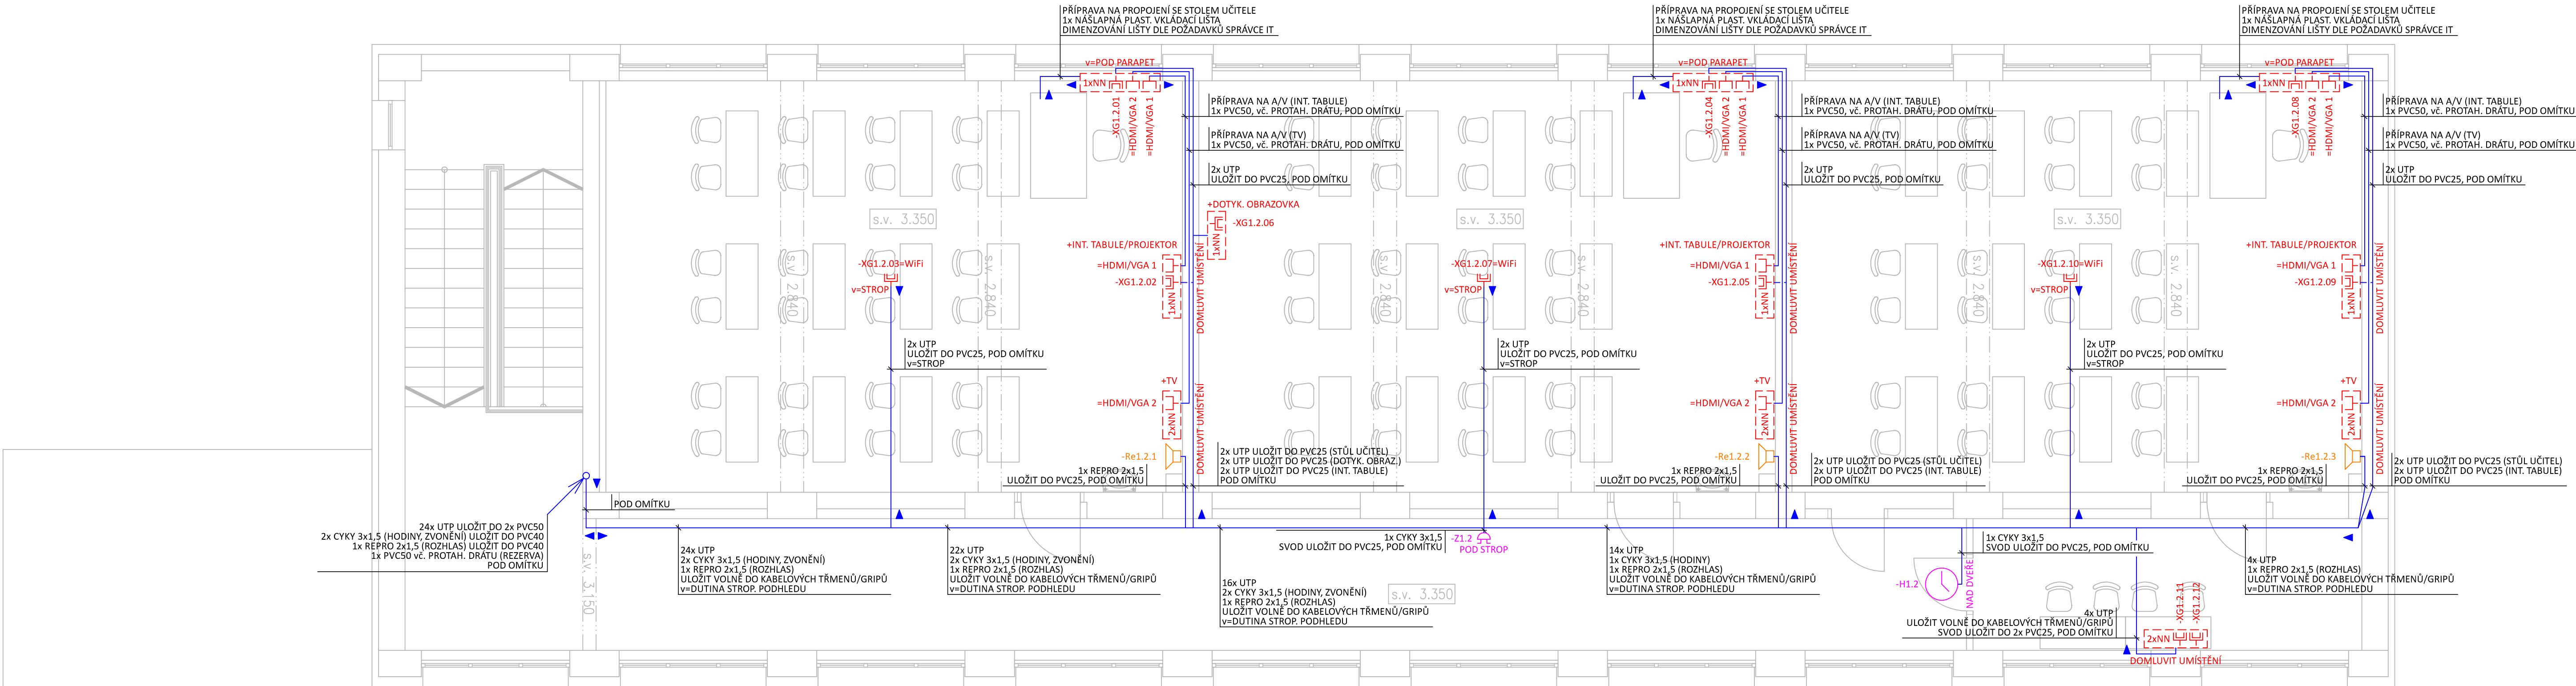 PŘÍPRAVA NA PROPOJENÍ SE STOLEM UČITELE
1x NÁŠLAPNÁ PLAST. VKLÁDACÍ LIŠTA
DIMENZOVÁNÍ LIŠTY DLE POŽADAVKŮ SPRÁVCE IT
PŘÍPRAVA NA PROPOJENÍ SE STOLEM UČITELE
1x NÁŠLAPNÁ PLAST. VKLÁDACÍ LIŠTA
DIMENZOVÁNÍ LIŠTY DLE POŽADAVKŮ SPRÁVCE IT
PŘÍPRAVA NA PROPOJENÍ SE STOLEM UČITELE
1x NÁŠLAPNÁ PLAST. VKLÁDACÍ LIŠTA
DIMENZOVÁNÍ LIŠTY DLE POŽADAVKŮ SPRÁVCE IT
v=POD PARAPET
1xNN
-XG1.2.01
=HDMI/VGA 2
=HDMI/VGA 1
v=POD PARAPET
1xNN
-XG1.2.04
=HDMI/VGA 2
=HDMI/VGA 1
v=POD PARAPET
1xNN
-XG1.2.08
=HDMI/VGA 2
=HDMI/VGA 1
PŘÍPRAVA NA A/V (INT. TABULE)
1x PVC50, vč. PROTAH. DRÁTU, POD OMÍTKU
PŘÍPRAVA NA A/V (TV)
1x PVC50, vč. PROTAH. DRÁTU, POD OMÍTKU
2x UTP
ULOŽIT DO PVC25, POD OMÍTKU
PŘÍPRAVA NA A/V (INT. TABULE)
1x PVC50, vč. PROTAH. DRÁTU, POD OMÍTKU
PŘÍPRAVA NA A/V (TV)
1x PVC50, vč. PROTAH. DRÁTU, POD OMÍTKU
2x UTP
ULOŽIT DO PVC25, POD OMÍTKU
PŘÍPRAVA NA A/V (INT. TABULE)
1x PVC50, vč. PROTAH. DRÁTU, POD OMÍTKU
PŘÍPRAVA NA A/V (TV)
1x PVC50, vč. PROTAH. DRÁTU, POD OMÍTKU
2x UTP
ULOŽIT DO PVC25, POD OMÍTKU
s.v. 3.350
s.v. 3.350
s.v. 3.350
+DOTYK. OBRAZOVKA
-XG1.2.06
1xNN
s.v. 2.840
s.v. 2.840
s.v. 2.840
s.v. 2.840
s.v. 2.840
s.v. 2.840
-XG1.2.03=WiFi
v=STROP
-XG1.2.07=WiFi
v=STROP
-XG1.2.10=WiFi
v=STROP
+INT. TABULE/PROJEKTOR
=HDMI/VGA 1
-XG1.2.02
1xNN
DOMLUVIT UMÍSTĚNÍ
+INT. TABULE/PROJEKTOR
=HDMI/VGA 1
-XG1.2.05
1xNN
DOMLUVIT UMÍSTĚNÍ
+INT. TABULE/PROJEKTOR
=HDMI/VGA 1
-XG1.2.09
1xNN
DOMLUVIT UMÍSTĚNÍ
2x UTP
ULOŽIT DO PVC25, POD OMÍTKU
v=STROP
2x UTP
ULOŽIT DO PVC25, POD OMÍTKU
v=STROP
2x UTP
ULOŽIT DO PVC25, POD OMÍTKU
v=STROP
+TV
=HDMI/VGA 2
2xNN
DOMLUVIT UMÍSTĚNÍ
+TV
=HDMI/VGA 2
2xNN
DOMLUVIT UMÍSTĚNÍ
+TV
=HDMI/VGA 2
2xNN
DOMLUVIT UMÍSTĚNÍ
-Re1.2.1
-Re1.2.2
-Re1.2.3
1x REPRO 2x1,5
ULOŽIT DO PVC25, POD OMÍTKU
2x UTP ULOŽIT DO PVC25 (STŮL UČITEL)
2x UTP ULOŽIT DO PVC25 (DOTYK. OBRAZ.)
2x UTP ULOŽIT DO PVC25 (INT. TABULE)
POD OMÍTKU
1x REPRO 2x1,5
ULOŽIT DO PVC25, POD OMÍTKU
2x UTP ULOŽIT DO PVC25 (STŮL UČITEL)
2x UTP ULOŽIT DO PVC25 (INT. TABULE)
POD OMÍTKU
1x REPRO 2x1,5
ULOŽIT DO PVC25, POD OMÍTKU
2x UTP ULOŽIT DO PVC25 (STŮL UČITEL)
2x UTP ULOŽIT DO PVC25 (INT. TABULE)
POD OMÍTKU
POD OMÍTKU
24x UTP ULOŽIT DO 2x PVC50
2x CYKY 3x1,5 (HODINY, ZVONĚNÍ) ULOŽIT DO PVC40
1x REPRO 2x1,5 (ROZHLAS) ULOŽIT DO PVC40
1x PVC50 vč. PROTAH. DRÁTU (REZERVA)
POD OMÍTKU
s.v. 3.150
24x UTP
2x CYKY 3x1,5 (HODINY, ZVONĚNÍ)
1x REPRO 2x1,5 (ROZHLAS)
ULOŽIT VOLNĚ DO KABELOVÝCH TŘMENŮ/GRIPŮ
v=DUTINA STROP. PODHLEDU
22x UTP
2x CYKY 3x1,5 (HODINY, ZVONĚNÍ)
1x REPRO 2x1,5 (ROZHLAS)
ULOŽIT VOLNĚ DO KABELOVÝCH TŘMENŮ/GRIPŮ
v=DUTINA STROP. PODHLEDU
16x UTP
2x CYKY 3x1,5 (HODINY, ZVONĚNÍ)
1x REPRO 2x1,5 (ROZHLAS)
ULOŽIT VOLNĚ DO KABELOVÝCH TŘMENŮ/GRIPŮ
v=DUTINA STROP. PODHLEDU
1x CYKY 3x1,5
SVOD ULOŽIT DO PVC25, POD OMÍTKU
-Z1.2
POD STROP
s.v. 3.350
14x UTP
1x CYKY 3x1,5 (HODINY)
1x REPRO 2x1,5 (ROZHLAS)
ULOŽIT VOLNĚ DO KABELOVÝCH TŘMENŮ/GRIPŮ
v=DUTINA STROP. PODHLEDU
1x CYKY 3x1,5
SVOD ULOŽIT DO PVC25, POD OMÍTKU
-H1.2
NAD DVEŘE
4x UTP
ULOŽIT VOLNĚ DO KABELOVÝCH TŘMENŮ/GRIPŮ
SVOD ULOŽIT DO 2x PVC25, POD OMÍTKU
-XG1.2.11
-XG1.2.12
2xNN
DOMLUVIT UMÍSTĚNÍ
4x UTP
1x REPRO 2x1,5 (ROZHLAS)
ULOŽIT VOLNĚ DO KABELOVÝCH TŘMENŮ/GRIPŮ
v=DUTINA STROP. PODHLEDU